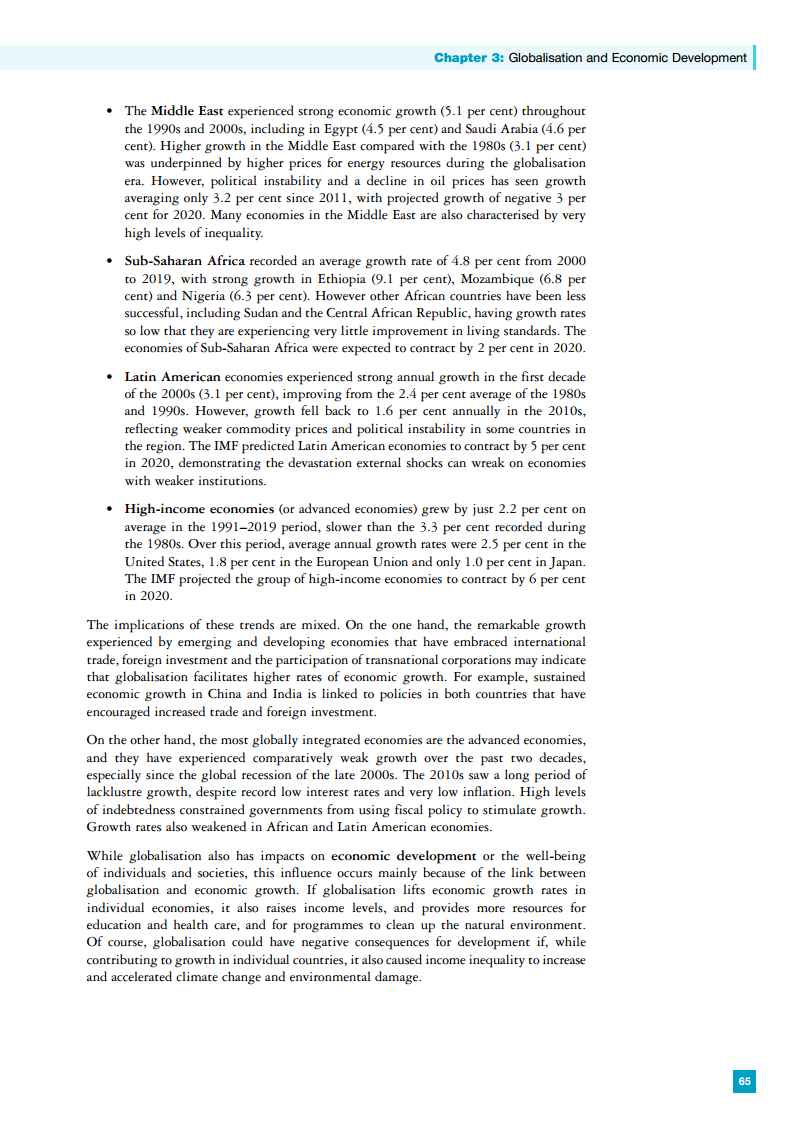 Chapter 3: Globalisation and Economic Development
• The Middle East experienced strong economic growth (5.1 per cent) throughout
the 1990s and 2000s, including in Egypt (4.5 per cent) and Saudi Arabia (4.6 per
cent). Higher growth in the Middle East compared with the 1980s (3.1 per cent)
was underpinned by higher prices for energy resources during the globalisation
era. However, political instability and a decline in oil prices has seen growth
averaging only 3.2 per cent since 2011, with projected growth of negative 3 per
cent for 2020. Many economies in the Middle East are also characterised by very
high levels of inequality.
• Sub-Saharan Africa recorded an average growth rate of 4.8 per cent from 2000
to 2019, with strong growth in Ethiopia (9.1 per cent), Mozambique (6.8 per
cent) and Nigeria (6.3 per cent). However other African countries have been less
successful, including Sudan and the Central African Republic, having growth rates
so low that they are experiencing very little improvement in living standards. The
economies of Sub-Saharan Africa were expected to contract by 2 per cent in 2020.
• Latin American economies experienced strong annual growth in the first decade
of the 2000s (3.1 per cent), improving from the 2.4 per cent average of the 1980s
and 1990s. However, growth fell back to 1.6 per cent annually in the 2010s,
reflecting weaker commodity prices and political instability in some countries in
the region. The IMF predicted Latin American economies to contract by 5 per cent
in 2020, demonstrating the devastation external shocks can wreak on economies
with weaker institutions.
• High-income economies (or advanced economies) grew by just 2.2 per cent on
average in the 1991–2019 period, slower than the 3.3 per cent recorded during
the 1980s. Over this period, average annual growth rates were 2.5 per cent in the
United States, 1.8 per cent in the European Union and only 1.0 per cent in Japan.
The IMF projected the group of high-income economies to contract by 6 per cent
in 2020.
The implications of these trends are mixed. On the one hand, the remarkable growth
experienced by emerging and developing economies that have embraced international
trade, foreign investment and the participation of transnational corporations may indicate
that globalisation facilitates higher rates of economic growth. For example, sustained
economic growth in China and India is linked to policies in both countries that have
encouraged increased trade and foreign investment.
On the other hand, the most globally integrated economies are the advanced economies,
and they have experienced comparatively weak growth over the past two decades,
especially since the global recession of the late 2000s. The 2010s saw a long period of
lacklustre growth, despite record low interest rates and very low inflation. High levels
of indebtedness constrained governments from using fiscal policy to stimulate growth.
Growth rates also weakened in African and Latin American economies.
While globalisation also has impacts on economic development or the well-being
of individuals and societies, this influence occurs mainly because of the link between
globalisation and economic growth. If globalisation lifts economic growth rates in
individual economies, it also raises income levels, and provides more resources for
education and health care, and for programmes to clean up the natural environment.
Of course, globalisation could have negative consequences for development if, while
contributing to growth in individual countries, it also caused income inequality to increase
and accelerated climate change and environmental damage.
65